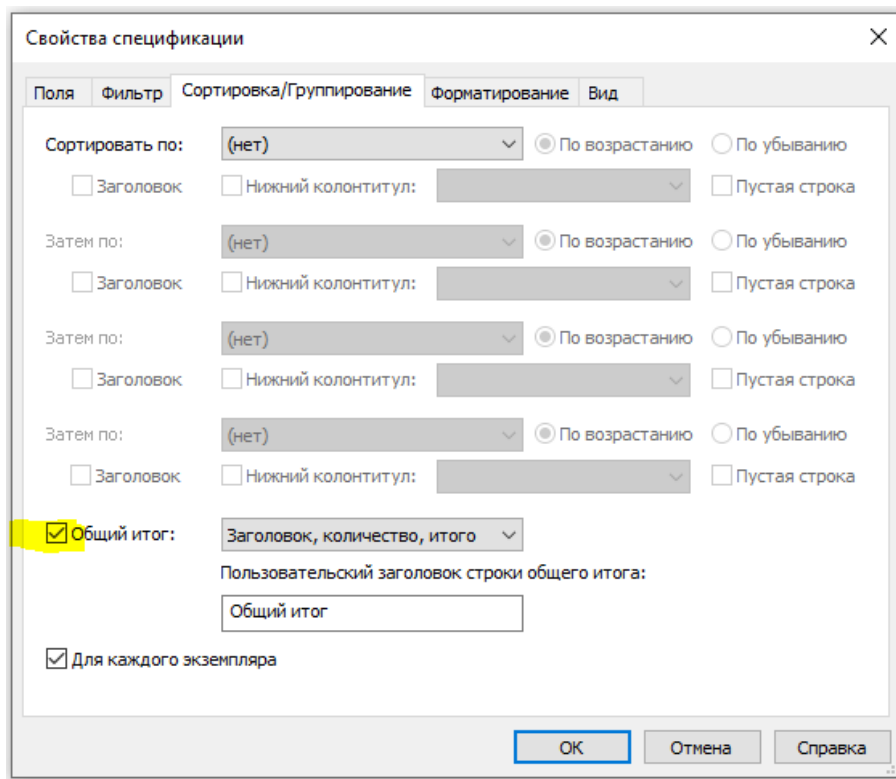 Свойства спецификации
Поля Фильтр Сортировка/Группирование Форматирование Вид
Сортировать по: (нет) По возрастанию По убыванию
Заголовок Нижний колонтитул: Пустая строка
Затем по: (нет) По возрастанию По убыванию
Заголовок Нижний колонтитул: Пустая строка
Затем по: (нет) По возрастанию По убыванию
Заголовок Нижний колонтитул: Пустая строка
Затем по: (нет) По возрастанию По убыванию
Заголовок Нижний колонтитул: Пустая строка
Общий итог: Заголовок, количество, итого
Пользовательский заголовок строки общего итога:
Общий итог
Для каждого экземпляра
ОК Отмена Справка